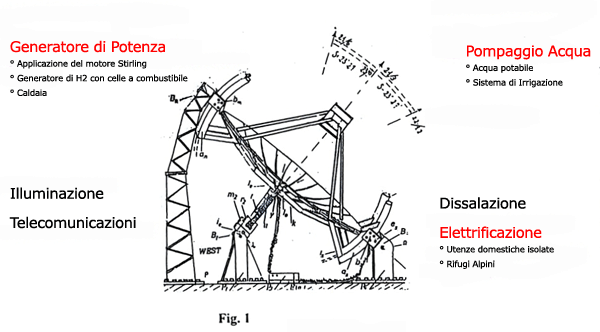 Generatore di Potenza
° Applicazione del motore Stirling
° Generatore di H2 con celle a combustibile
° Caldaia
Pompaggio Acqua
° Acqua potabile
° Sistema di Irrigazione
Illuminazione
Telecomunicazioni
Dissalazione
Elettrificazione
° Utenze domestiche isolate
° Rifugi Alpini
WEST
Fig. 1